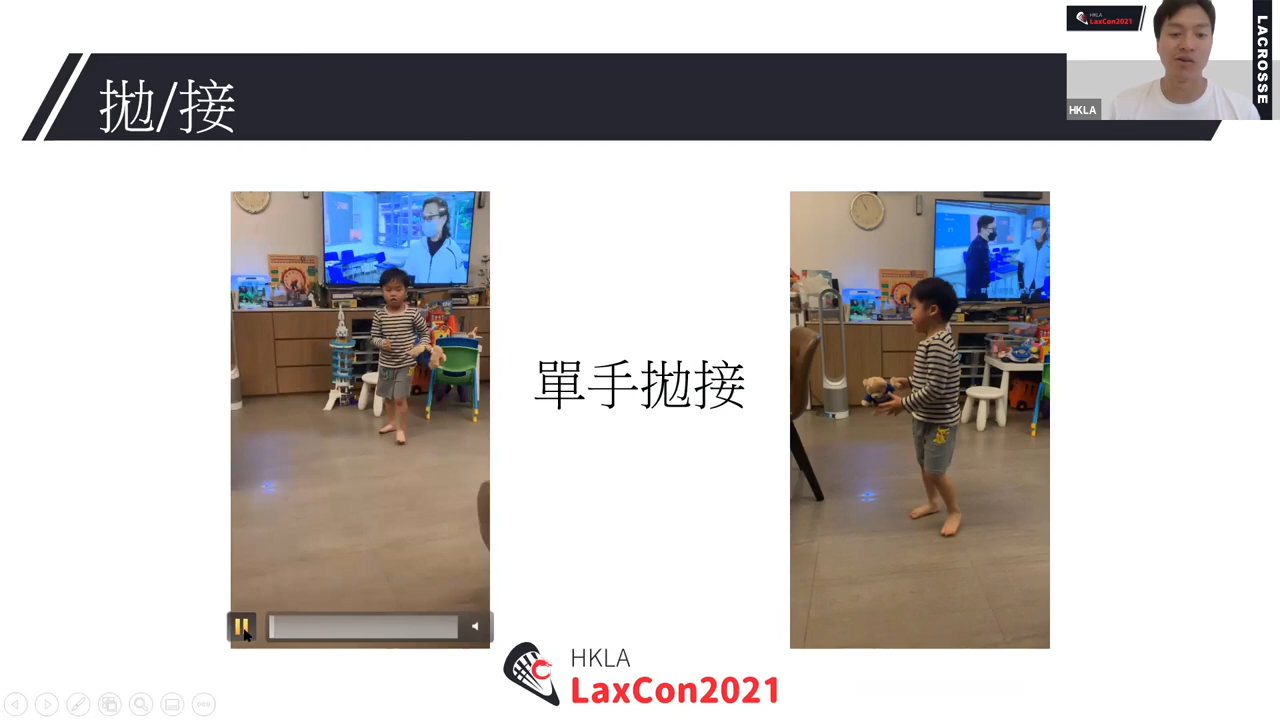 拋/接
HKLA
LaxCon2021
LACROSSE
HKLA
單手拋接
HKLA
LaxCon2021